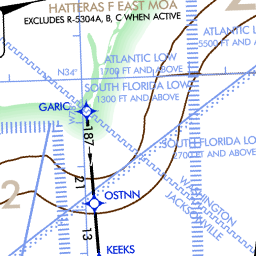 HATTERAS F EAST MOA
EXCLUDES R-5304A, B, C WHEN ACTIVE
ATLANTIC LOW
5500 FT AND ABOVE
ATLANTIC LOW
1700 FT AND ABOVE
N34°
SOUTH FLORIDA LOW
1300 FT AND ABOVE
GARIC
187
SOUTH FLORIDA LOW
2700 FT AND ABOVE
2
21
OSTNN
WASHINGTON
JACKSONVILLE
13
KEEKS